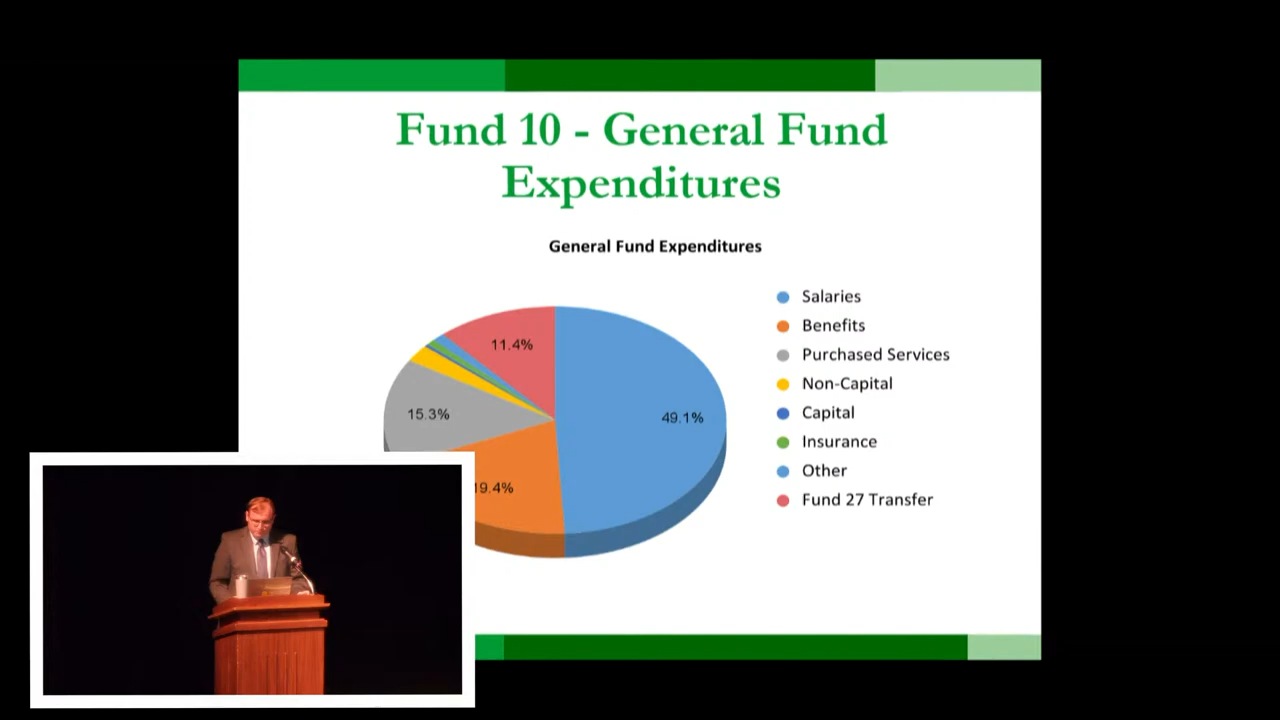 Fund 10 - General Fund
Expenditures
General Fund Expenditures
11.4%
15.3%
49.1%
19.4%
Salaries
Benefits
Purchased Services
Non-Capital
Capital
Insurance
Other
Fund 27 Transfer